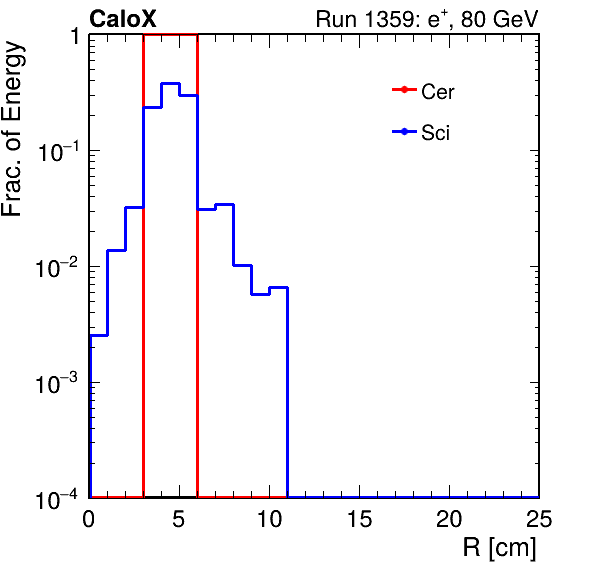 CaloX Run 1359: e⁺, 80 GeV
Frac. of Energy
1
10⁻¹
10⁻²
10⁻³
10⁻⁴
Cer
Sci
0 5 10 15 20 25
R [cm]